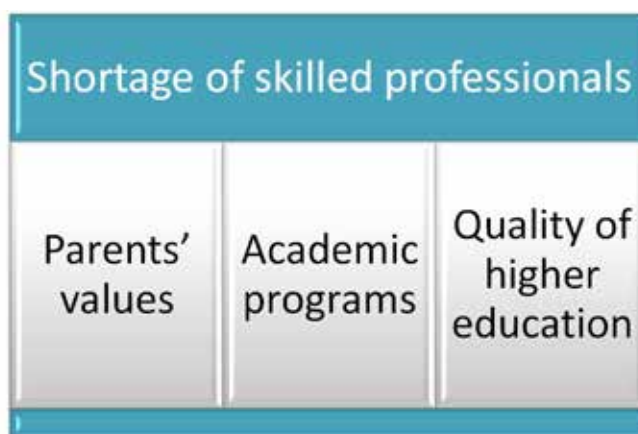 Shortage of skilled professionals
Parents’
values
Academic
programs
Quality of
higher
education